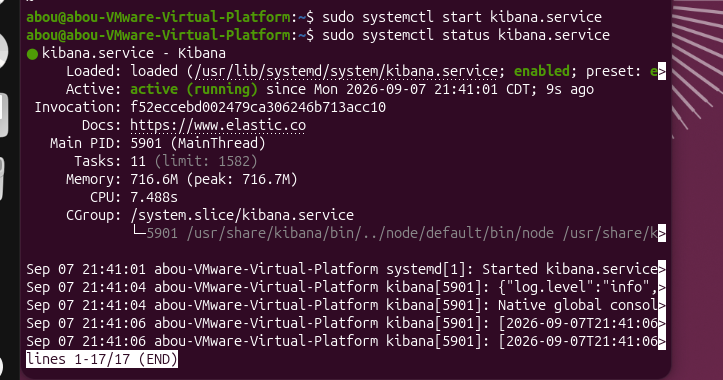 abou@abou-VMware-Virtual-Platform:~$ sudo systemctl start kibana.service
abou@abou-VMware-Virtual-Platform:~$ sudo systemctl status kibana.service
● kibana.service - Kibana
     Loaded: loaded (/usr/lib/systemd/system/kibana.service; enabled; preset: e>
     Active: active (running) since Mon 2026-09-07 21:41:01 CDT; 9s ago
 Invocation: f52eccebd002479ca306246b713acc10
       Docs: https://www.elastic.co
   Main PID: 5901 (MainThread)
      Tasks: 11 (limit: 1582)
     Memory: 716.6M (peak: 716.7M)
        CPU: 7.488s
     CGroup: /system.slice/kibana.service
             └─5901 /usr/share/kibana/bin/../node/default/bin/node /usr/share/k>
Sep 07 21:41:01 abou-VMware-Virtual-Platform systemd[1]: Started kibana.service>
Sep 07 21:41:04 abou-VMware-Virtual-Platform kibana[5901]: {"log.level":"info",>
Sep 07 21:41:04 abou-VMware-Virtual-Platform kibana[5901]: Native global consol>
Sep 07 21:41:06 abou-VMware-Virtual-Platform kibana[5901]: [2026-09-07T21:41:06>
Sep 07 21:41:06 abou-VMware-Virtual-Platform kibana[5901]: [2026-09-07T21:41:06>
lines 1-17/17 (END)